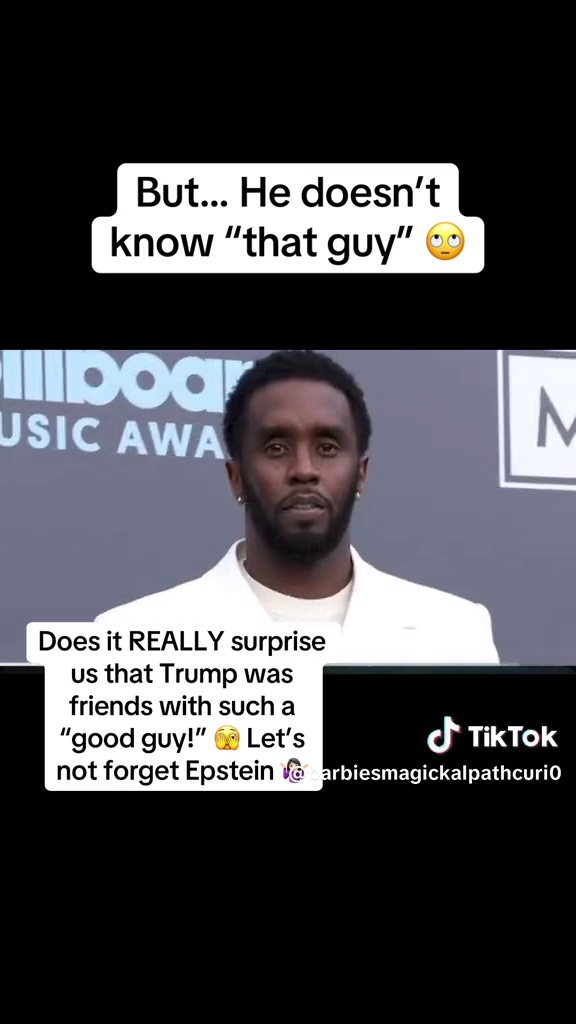 But... He doesn't
know “that guy” 🙄
illboar
USIC AWA
M
Does it REALLY surprise
us that Trump was
friends with such a
“good guy!” 🫣 Let's
not forget Epstein 🤷🏻‍♀️
TikTok
@barbiesmagickalpathcuri0